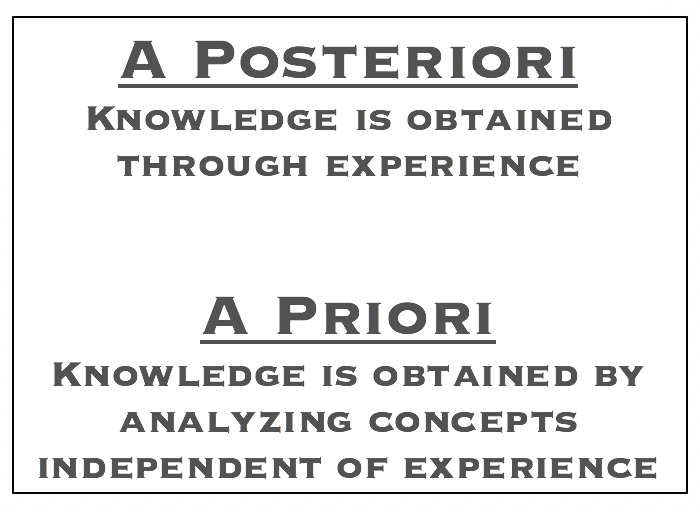 A Posteriori
Knowledge is obtained
through experience
A Priori
Knowledge is obtained by
analyzing concepts
independent of experience